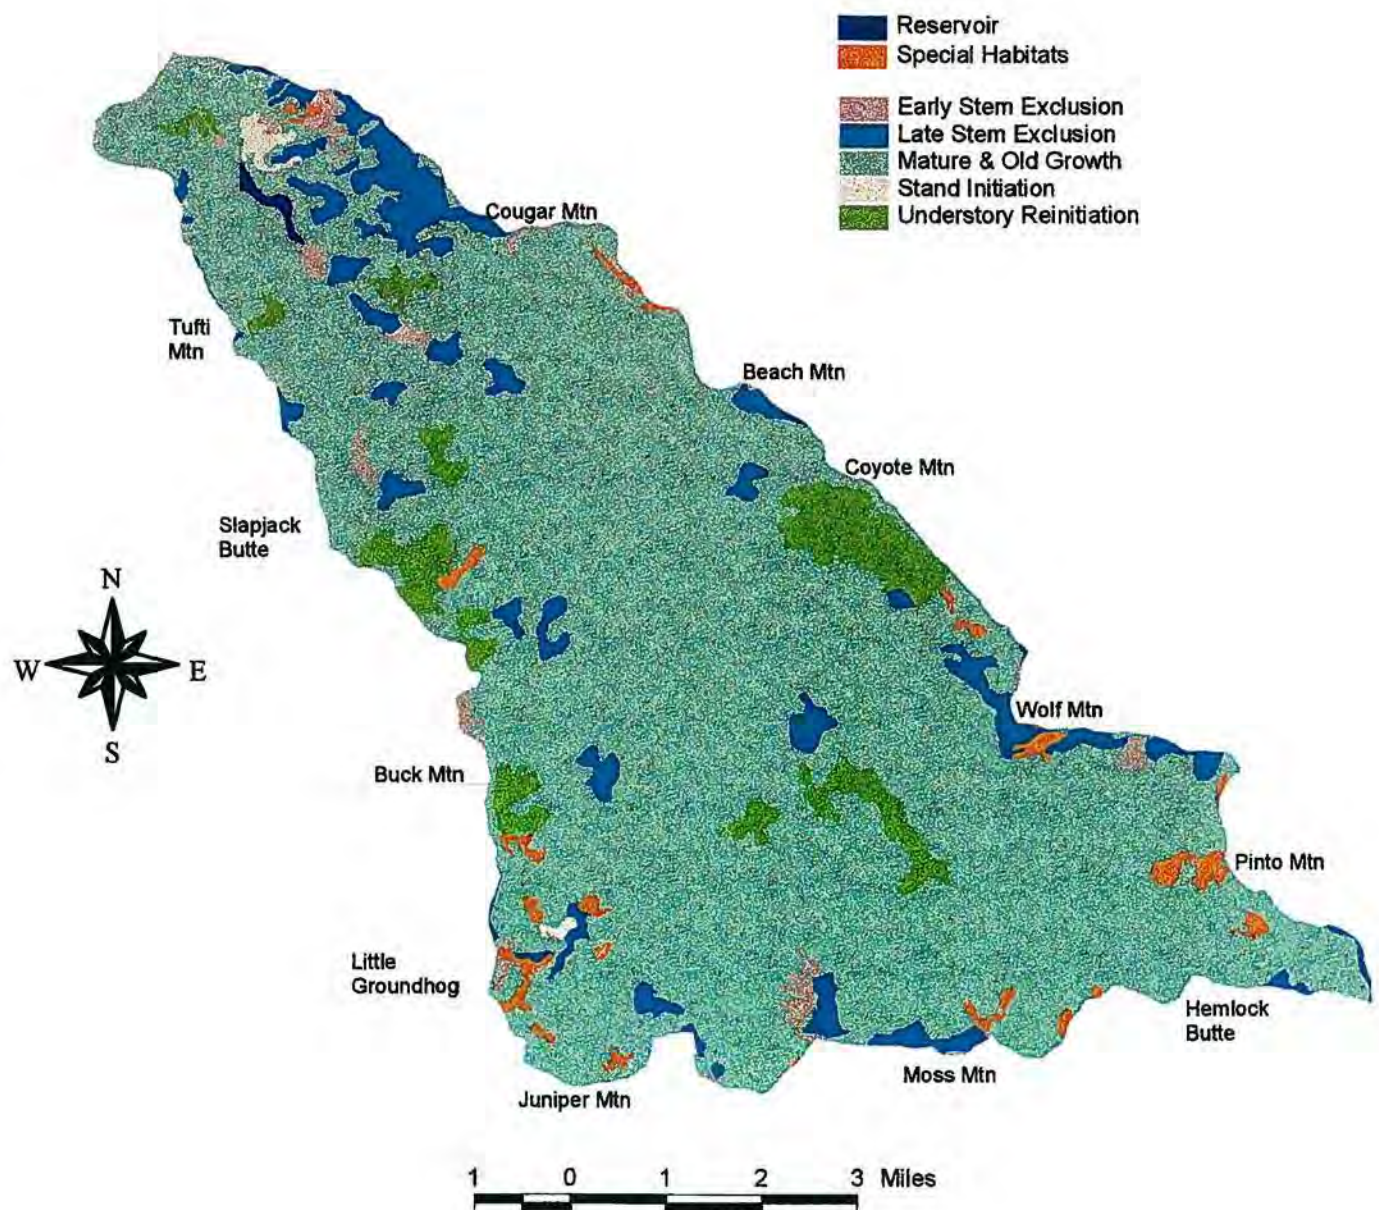 Reservoir
Special Habitats
Early Stem Exclusion
Late Stem Exclusion
Mature & Old Growth
Stand Initiation
Understory Reinitiation
Cougar Mtn
Tufti
Mtn
Beach Mtn
Coyote Mtn
Slapjack
Butte
N
W E
S
Wolf Mtn
Buck Mtn
Pinto Mtn
Little
Groundhog
Hemlock
Butte
Moss Mtn
Juniper Mtn
1 0 1 2 3 Miles